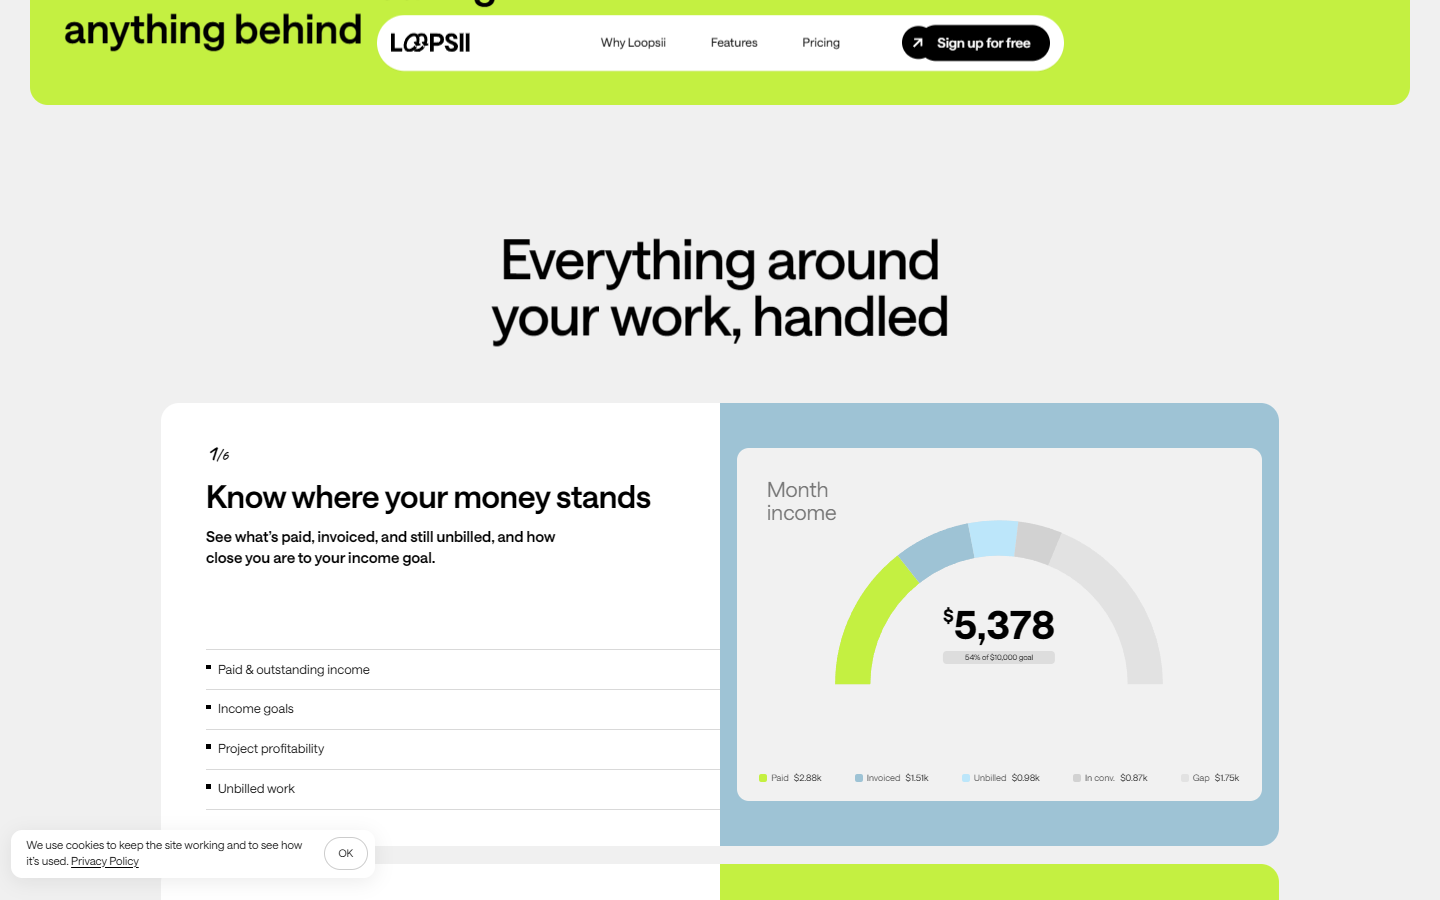 anything behind
LOOPSII
Why Loopsii
Features
Pricing
Sign up for free
Everything around
your work, handled
1/6
Know where your money stands
See what's paid, invoiced, and still unbilled, and how
close you are to your income goal.
Paid & outstanding income
Income goals
Project profitability
Unbilled work
Month
income
$5,378
54% of $10,000 goal
Paid $2.88k
Invoiced $1.51k
Unbilled $0.98k
In conv. $0.87k
Gap $1.75k
We use cookies to keep the site working and to see how
it's used. Privacy Policy
OK